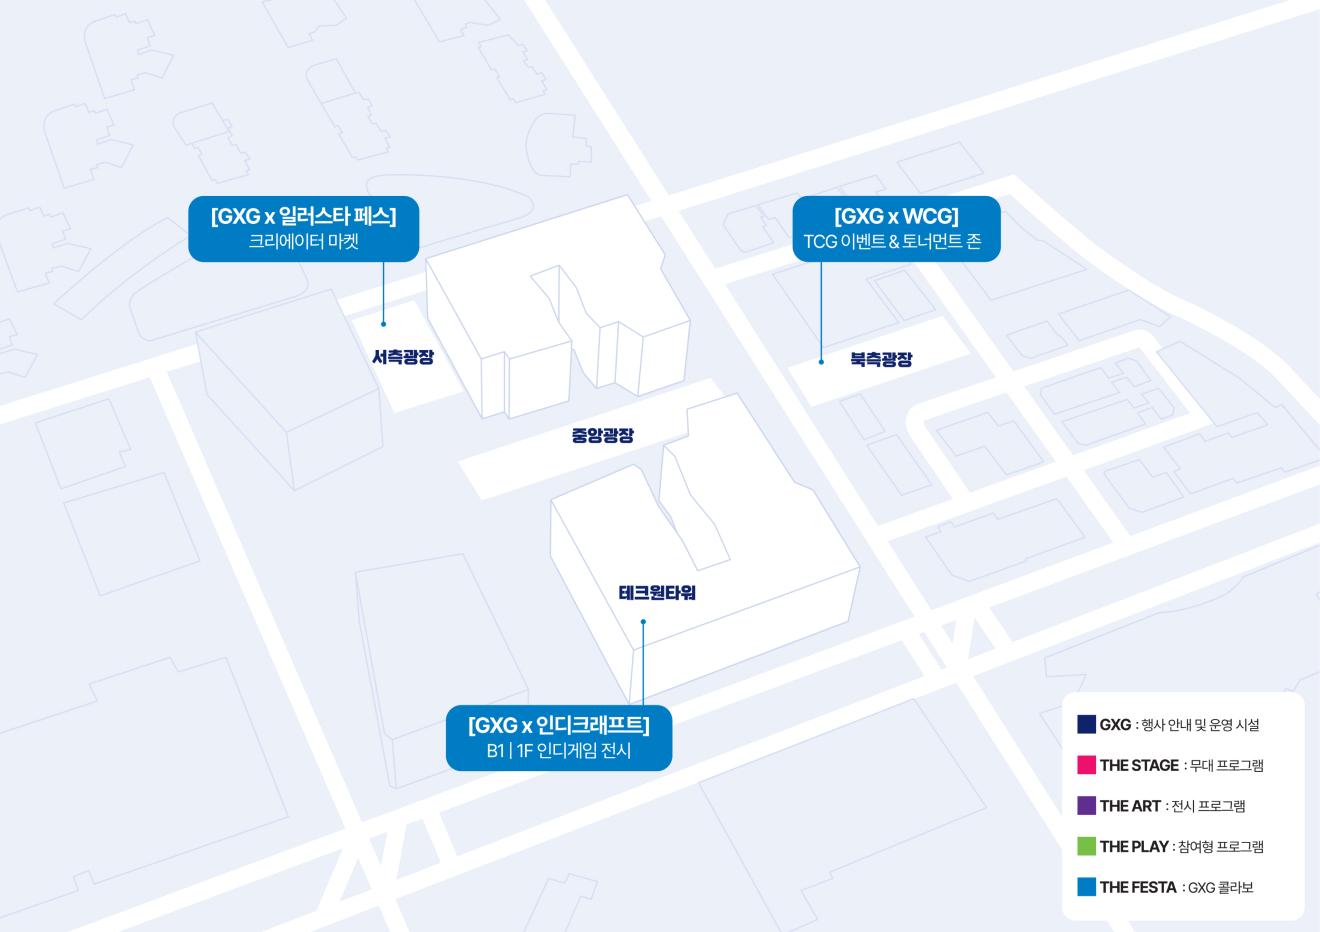 [GXG x 일러스타 페스]
크리에이터 마켓
[GXG x WCG]
TCG 이벤트 & 토너먼트 존
서측광장
북측광장
중앙광장
테크원타워
[GXG x 인디크래프트]
B1 | 1F 인디게임 전시
GXG : 행사 안내 및 운영 시설
THE STAGE : 무대 프로그램
THE ART : 전시 프로그램
THE PLAY : 참여형 프로그램
THE FESTA : GXG 콜라보